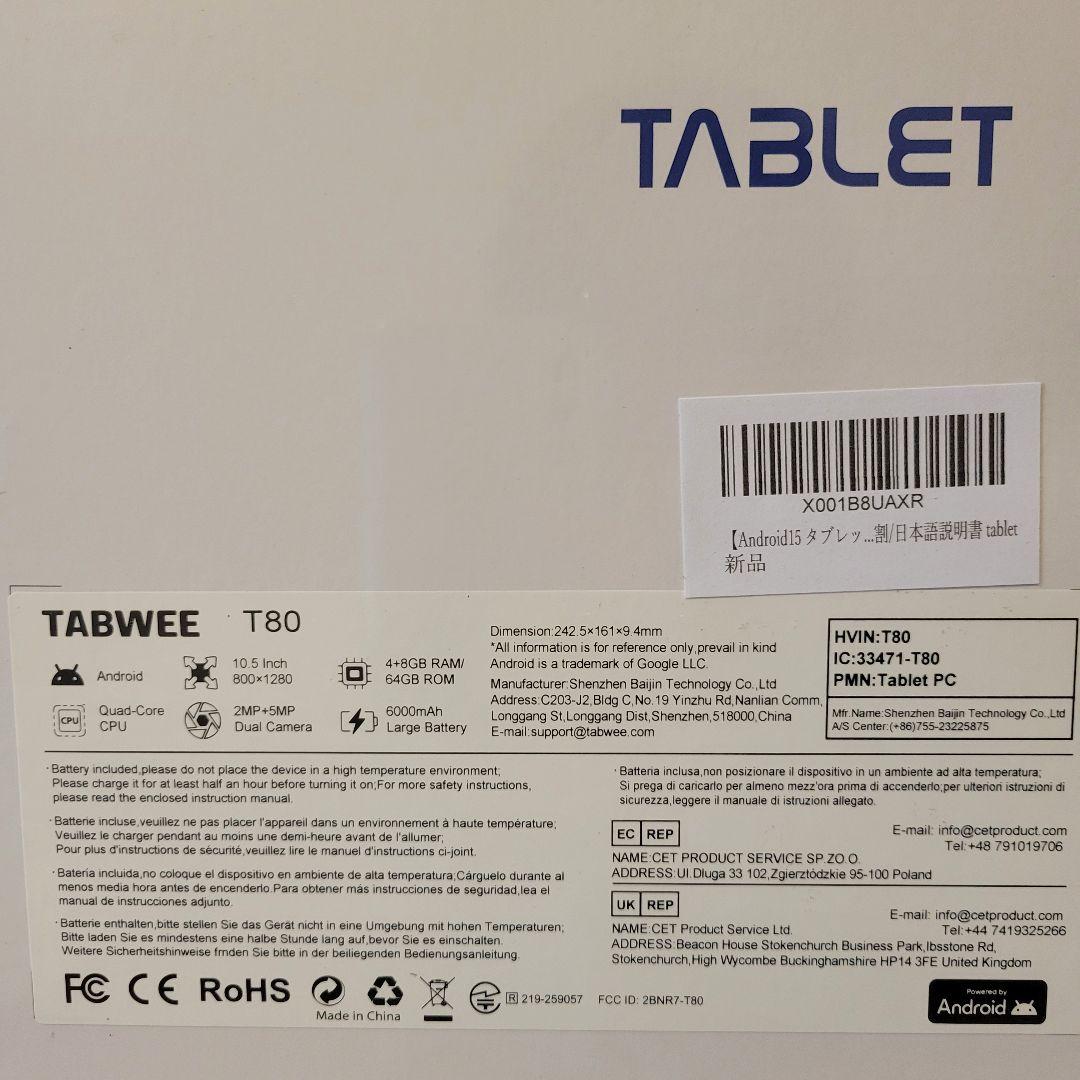 TABLET
X001B8UAXR
【Android15 タブレッ...割/日本語説明書 tablet
新品
TABWEE T80
Android
10.5 Inch
800×1280
4+8GB RAM/
64GB ROM
CPU
Quad-Core
CPU
2MP+5MP
Dual Camera
6000mAh
Large Battery
Dimension:242.5×161×9.4mm
*All information is for reference only,prevail in kind
Android is a trademark of Google LLC.
Manufacturer:Shenzhen Baijin Technology Co.,Ltd
Address:C203-J2,Bldg C,No.19 Yinzhu Rd,Nanlian Comm,
Longgang St,Longgang Dist,Shenzhen,518000,China
E-mail:support@tabwee.com
HVIN:T80
IC:33471-T80
PMN:Tablet PC
Mfr.Name:Shenzhen Baijin Technology Co.,Ltd
A/S Center:(+86)755-23225875
·Battery included,please do not place the device in a high temperature environment;
Please charge it for at least half an hour before turning it on;For more safety instructions,
please read the enclosed instruction manual.
·Batterie incluse,veuillez ne pas placer l'appareil dans un environnement à haute température;
Veuillez le charger pendant au moins une demi-heure avant de l'allumer;
Pour plus d'instructions de sécurité,veuillez lire le manuel d'instructions ci-joint.
·Batería incluida,no coloque el dispositivo en ambiente de alta temperatura;Cárguelo durante al
menos media hora antes de encenderlo.Para obtener más instrucciones de seguridad,lea el
manual de instrucciones adjunto.
·Batterie enthalten,bitte stellen Sie das Gerät nicht in eine Umgebung mit hohen Temperaturen;
Bitte laden Sie es mindestens eine halbe Stunde lang auf,bevor Sie es einschalten.
Weitere Sicherheitshinweise frnden Sie bitte in der beiliegenden Bedienungsanleitung.
·Batteria inclusa,non posizionare il dispositivo in un ambiente ad alta temperatura;
Si prega di caricarlo per almeno mezz'ora prima di accenderlo;per ulteriori istruzioni di
sicurezza,leggere il manuale di istruzioni allegato.
EC REP
E-mail: info@cetproduct.com
Tel:+48 791019706
NAME:CET PRODUCT SERVICE SP.ZO.O.
ADDRESS:Ul.Dluga 33 102,Zgierztódzkie 95-100 Poland
UK REP
E-mail: info@cetproduct.com
Tel:+44 7419325266
NAME:CET Product Service Ltd.
ADDRESS:Beacon House Stokenchurch Business Park,Ibsstone Rd,
Stokenchurch,High Wycombe Buckinghamshire HP14 3FE United Kingdom
FC CE RoHS
Made in China
R 219-259057
FCC ID: 2BNR7-T80
Powered by
Android